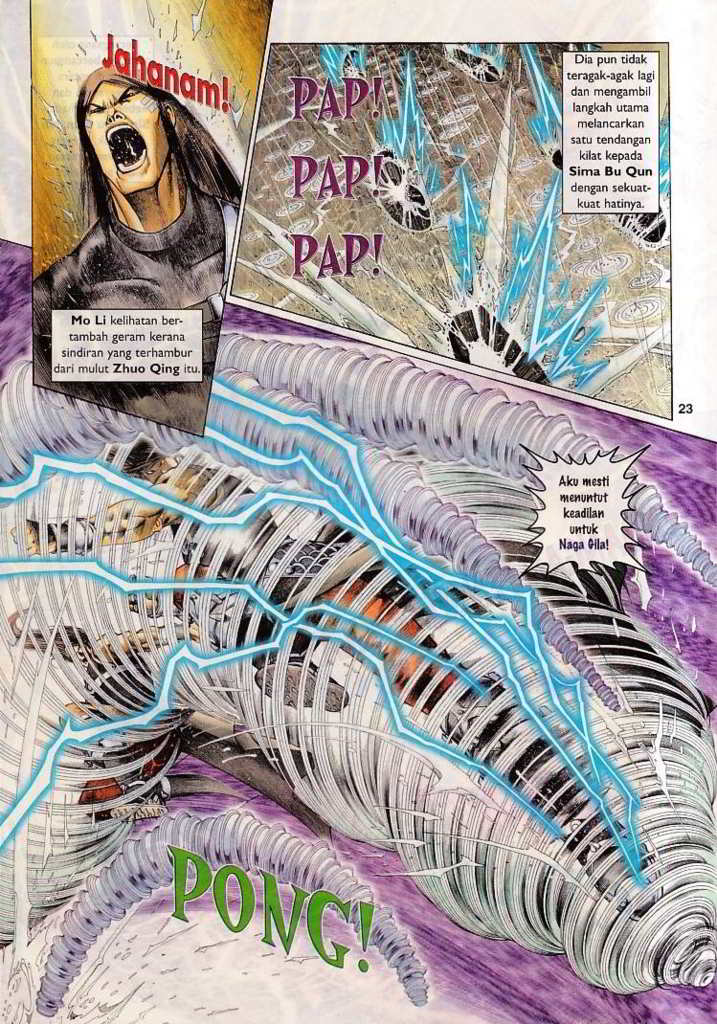 Jahanam!
Mo Li kelihatan ber-
tambah geram kerana
sindiran yang terhambur
dari mulut Zhuo Qing itu.
PAP!
PAP!
PAP!
Dia pun tidak
teragak-agak lagi
dan mengambil
langkah utama
melancarkan
satu tendangan
kilat kepada
Sima Bu Qun
dengan sekuat-
kuat hatinya.
23
Aku mesti
menuntut
keadilan
untuk
Naga Gila!
PONG!